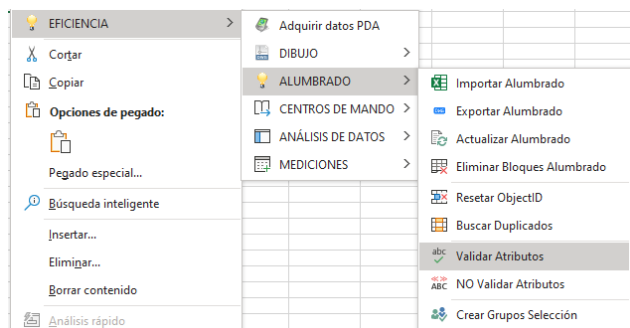 EFICIENCIA
Cortar
Copiar
Opciones de pegado:
Pegado especial...
Búsqueda inteligente
Insertar...
Eliminar...
Borrar contenido
Análisis rápido
Adquirir datos PDA
DIBUJO
ALUMBRADO
CENTROS DE MANDO
ANÁLISIS DE DATOS
MEDICIONES
Importar Alumbrado
Exportar Alumbrado
Actualizar Alumbrado
Eliminar Bloques Alumbrado
Resetar ObjectID
Buscar Duplicados
abc
Validar Atributos
ABC
NO Validar Atributos
Crear Grupos Selección